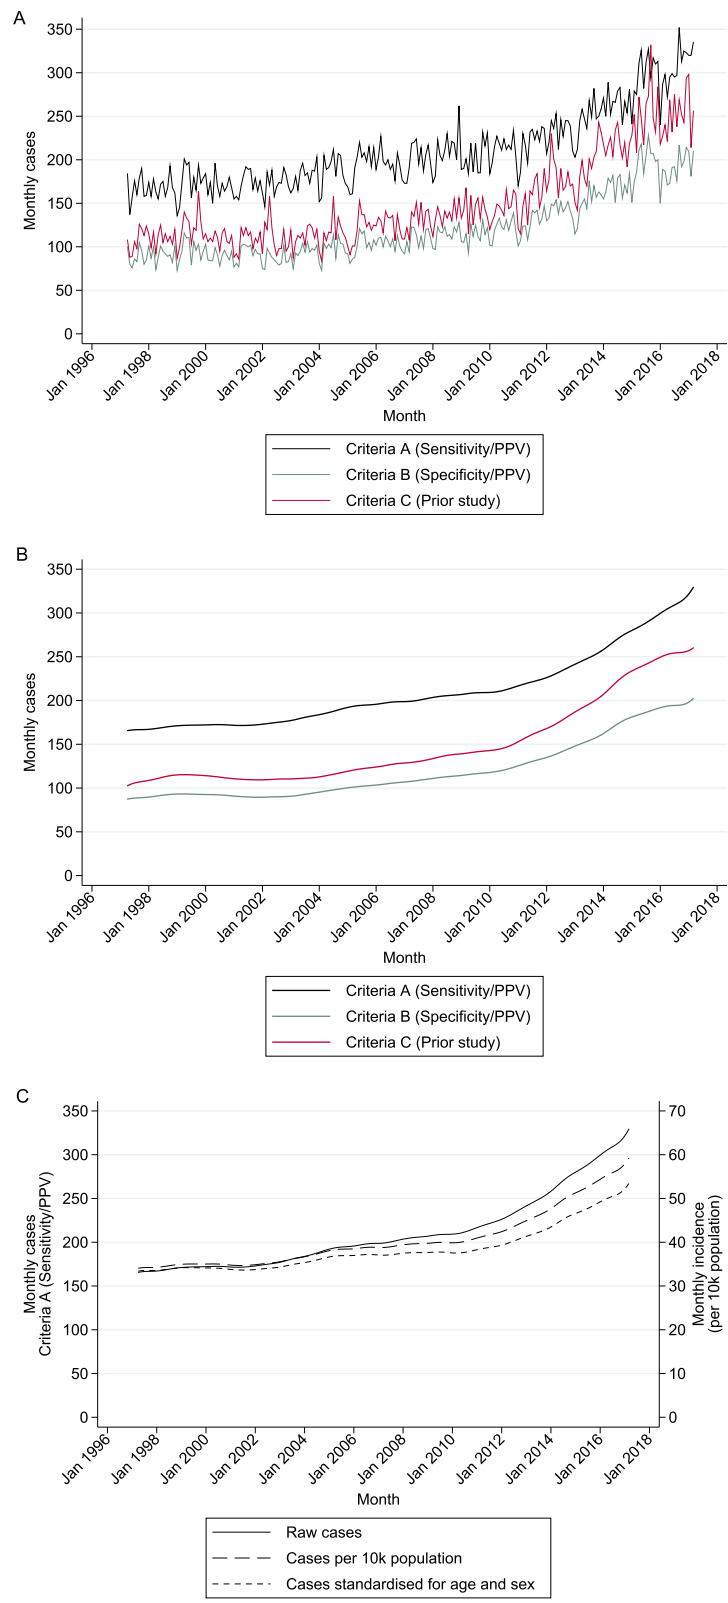 A
350
300
250
200
150
100
50
0
Monthly cases
Jan 1996
Jan 1998
Jan 2000
Jan 2002
Jan 2004
Jan 2006
Jan 2008
Jan 2010
Jan 2012
Jan 2014
Jan 2016
Jan 2018
Month
Criteria A (Sensitivity/PPV)
Criteria B (Specificity/PPV)
Criteria C (Prior study)
B
350
300
250
200
150
100
50
0
Monthly cases
Jan 1996
Jan 1998
Jan 2000
Jan 2002
Jan 2004
Jan 2006
Jan 2008
Jan 2010
Jan 2012
Jan 2014
Jan 2016
Jan 2018
Month
Criteria A (Sensitivity/PPV)
Criteria B (Specificity/PPV)
Criteria C (Prior study)
C
350
300
250
200
150
100
50
0
Monthly cases
Criteria A (Sensitivity/PPV)
70
60
50
40
30
20
10
0
Monthly incidence
(per 10k population)
Jan 1996
Jan 1998
Jan 2000
Jan 2002
Jan 2004
Jan 2006
Jan 2008
Jan 2010
Jan 2012
Jan 2014
Jan 2016
Jan 2018
Month
Raw cases
Cases per 10k population
Cases standardised for age and sex